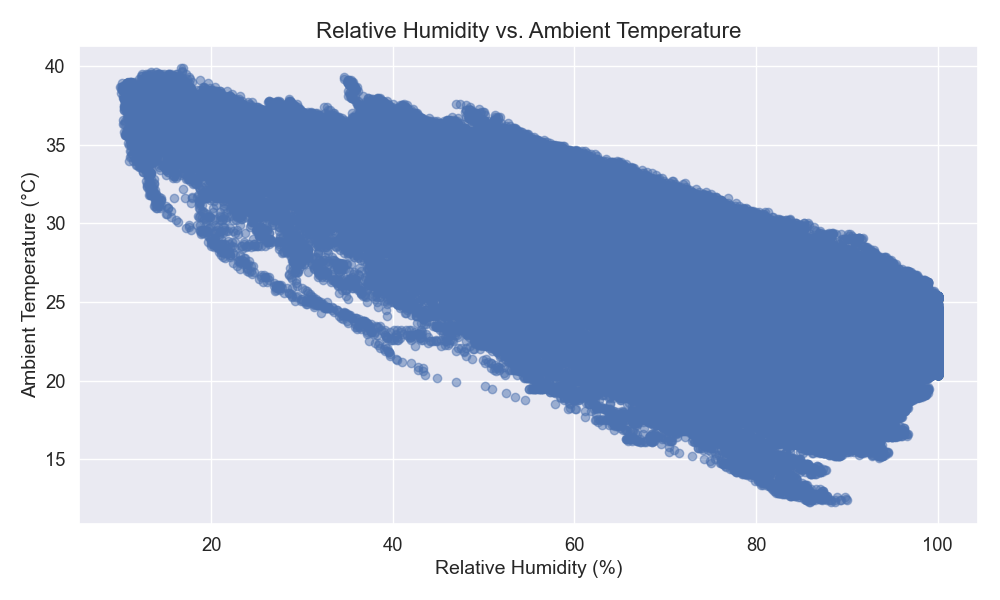 Relative Humidity vs. Ambient Temperature
40
35
30
25
20
15
Ambient Temperature (°C)
20 40 60 80 100
Relative Humidity (%)